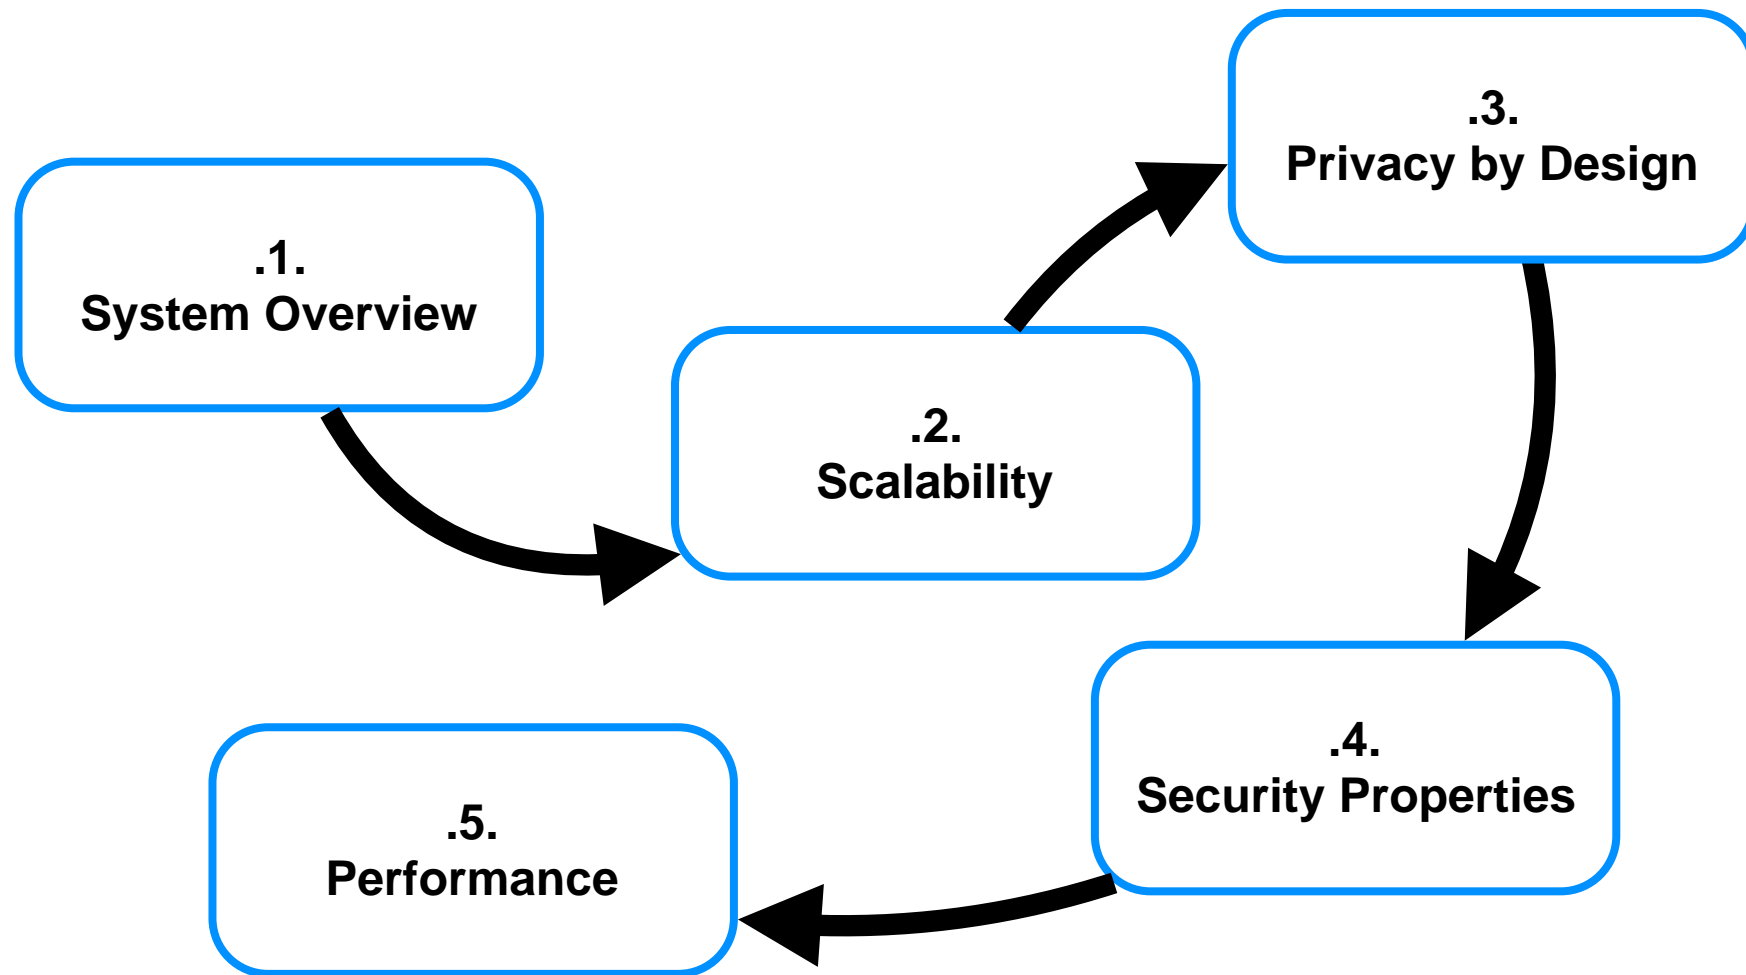 .1.
System Overview
.2.
Scalability
.3.
Privacy by Design
.4.
Security Properties
.5.
Performance